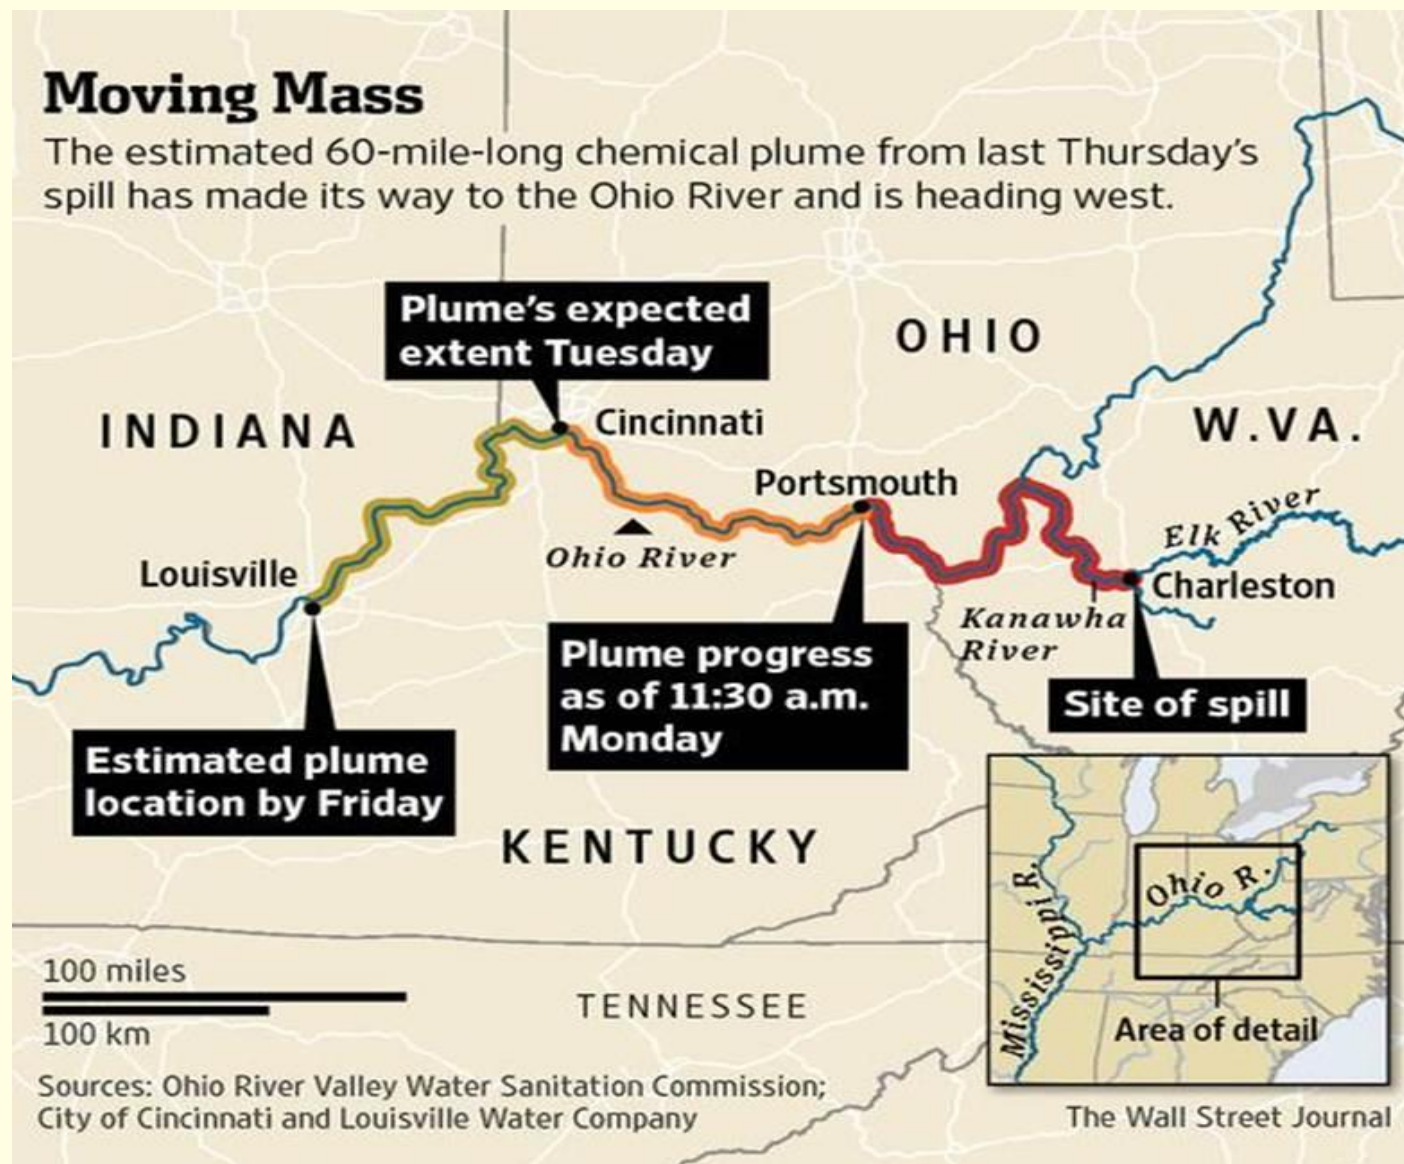 Moving Mass
The estimated 60-mile-long chemical plume from last Thursday's
spill has made its way to the Ohio River and is heading west.
Plume's expected
extent Tuesday
OHIO
INDIANA
Cincinnati
W.VA.
Portsmouth
Elk River
Ohio River
Louisville
Charleston
Kanawha
River
Plume progress
as of 11:30 a.m.
Monday
Site of spill
Estimated plume
location by Friday
KENTUCKY
Mississippi R.
Ohio R.
Area of detail
100 miles
100 km
TENNESSEE
Sources: Ohio River Valley Water Sanitation Commission;
City of Cincinnati and Louisville Water Company
The Wall Street Journal